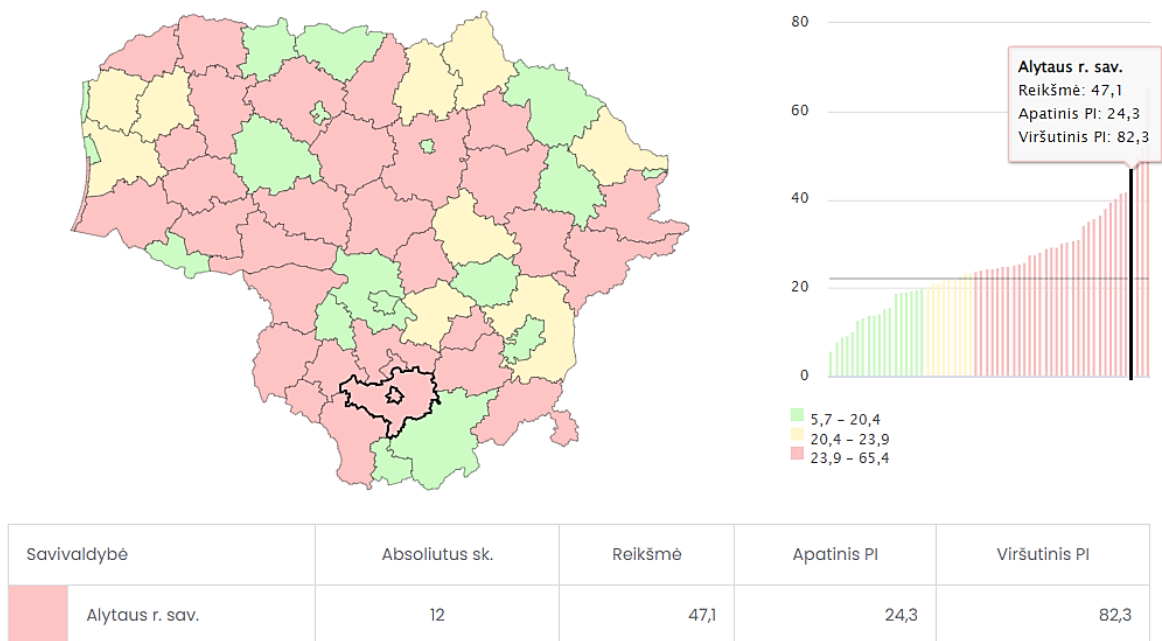 80
60
40
20
0
Alytaus r. sav.
Reikšmė: 47,1
Apatinis PI: 24,3
Viršutinis PI: 82,3
5,7 – 20,4
20,4 – 23,9
23,9 – 65,4
Savivaldybė Absoliutus sk. Reikšmė Apatinis PI Viršutinis PI
Alytaus r. sav. 12 47,1 24,3 82,3